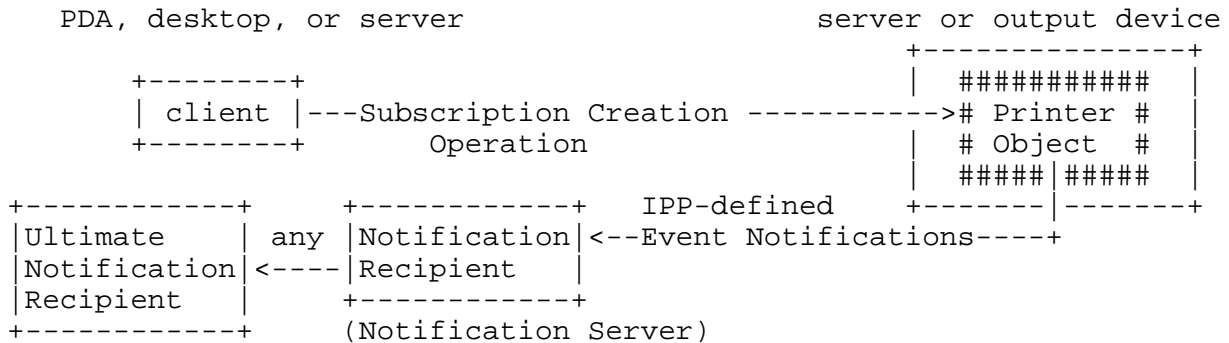 PDA, desktop, or server                          server or output device
                                                              +---------------+
         +--------+                                           |  ###########  |
         | client |---Subscription Creation -----------># Printer #  |
         +--------+        Operation                          |  # Object  #  |
                                                              |  #####|#####  |
+------------+      +------------+   IPP-defined    +-------|-------+
|Ultimate    | any |Notification|<--Event Notifications----+
|Notification|<----|Recipient   |
|Recipient   |      +------------+
+------------+      (Notification Server)